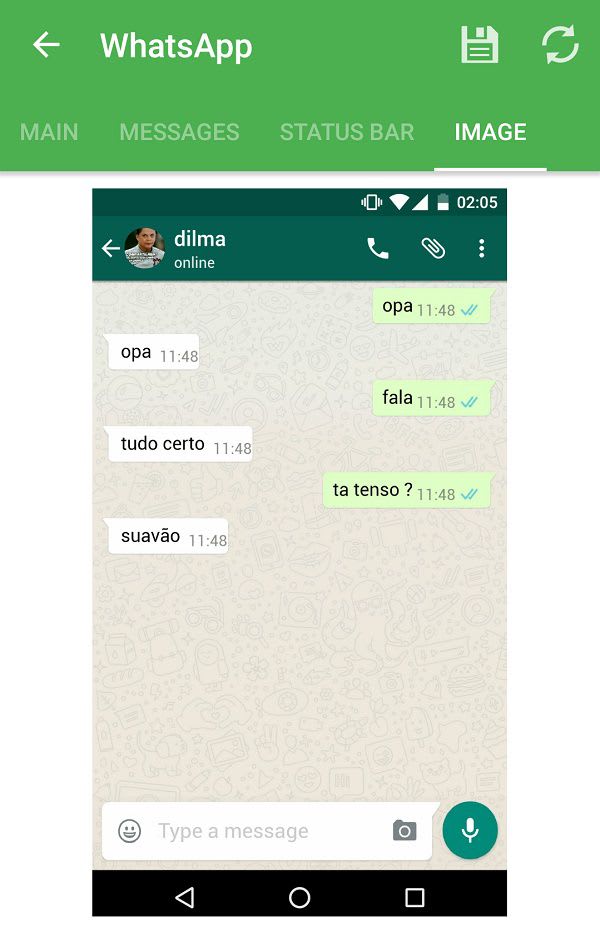 WhatsApp
MAIN MESSAGES STATUS BAR IMAGE
02:05
dilma
online
opa 11:48
opa 11:48
fala 11:48
tudo certo 11:48
ta tenso ? 11:48
suavão 11:48
Type a message